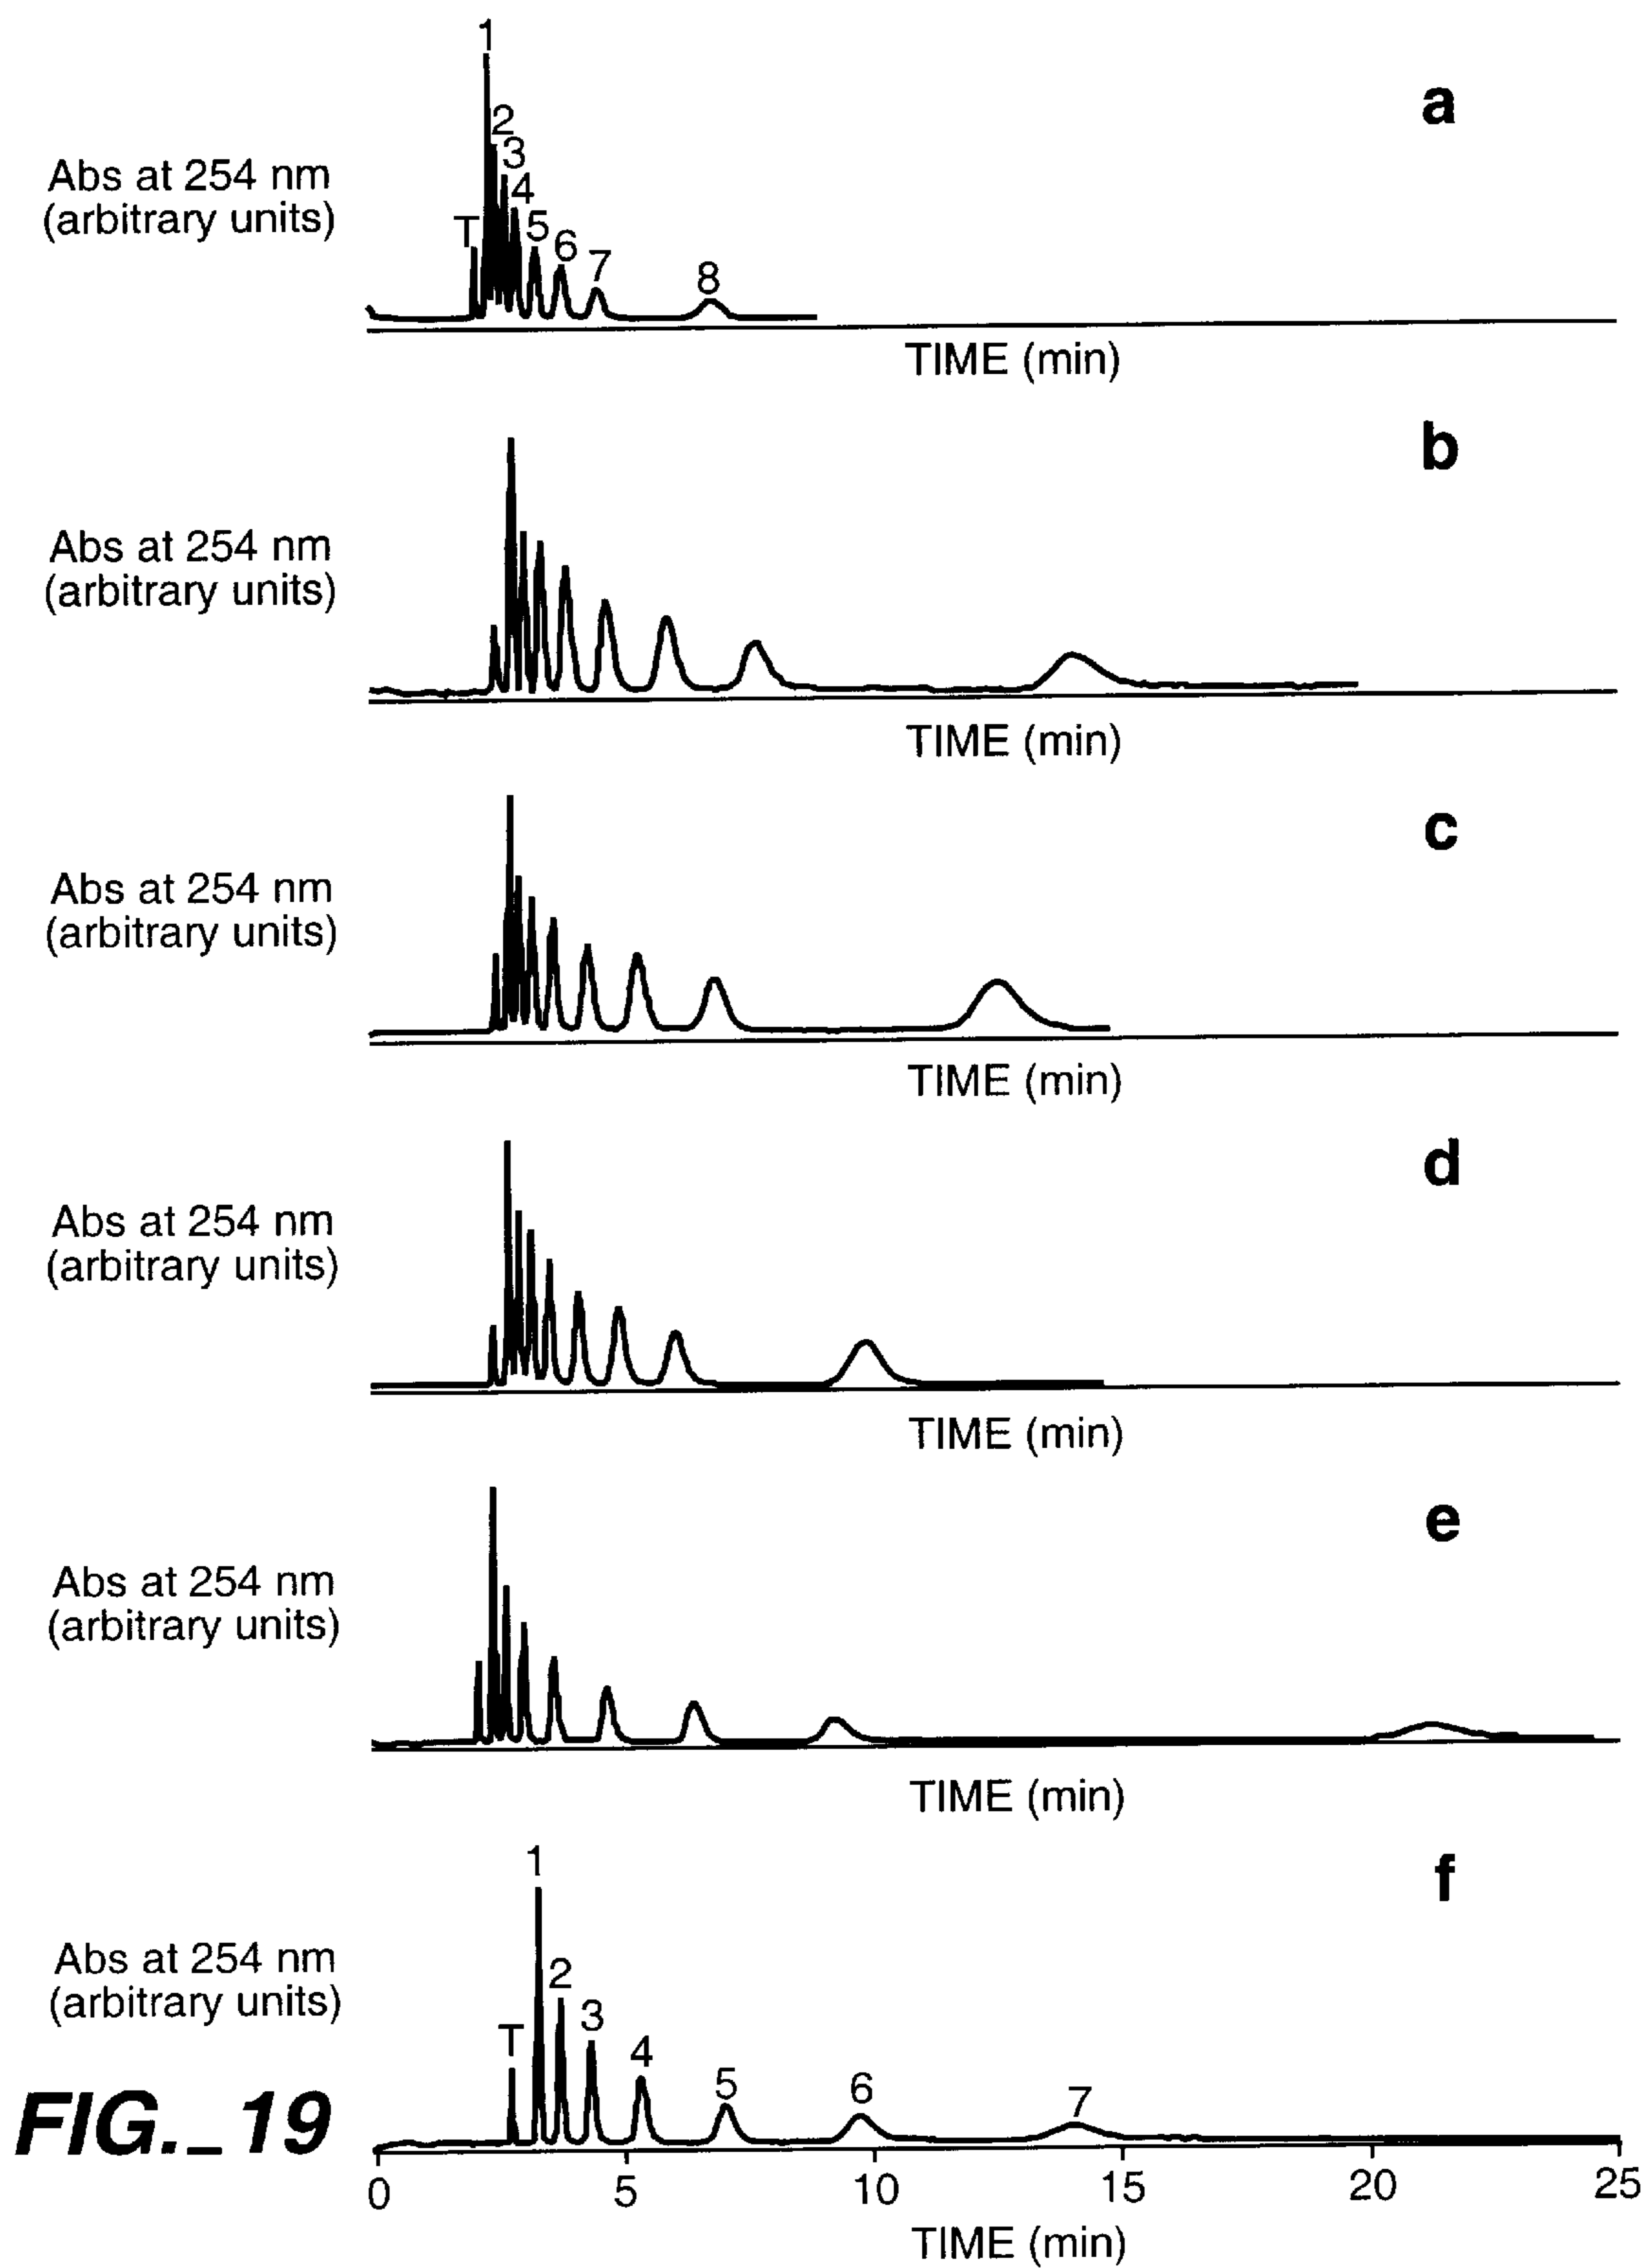 1
a
2
3
4
Abs at 254 nm
(arbitrary units)
T
5
6
7
8
TIME (min)
b
Abs at 254 nm
(arbitrary units)
TIME (min)
c
Abs at 254 nm
(arbitrary units)
TIME (min)
d
Abs at 254 nm
(arbitrary units)
TIME (min)
e
Abs at 254 nm
(arbitrary units)
TIME (min)
f
1
Abs at 254 nm
(arbitrary units)
2
3
T
4
5
6
7
FIG._19
0 5 10 15 20 25
TIME (min)